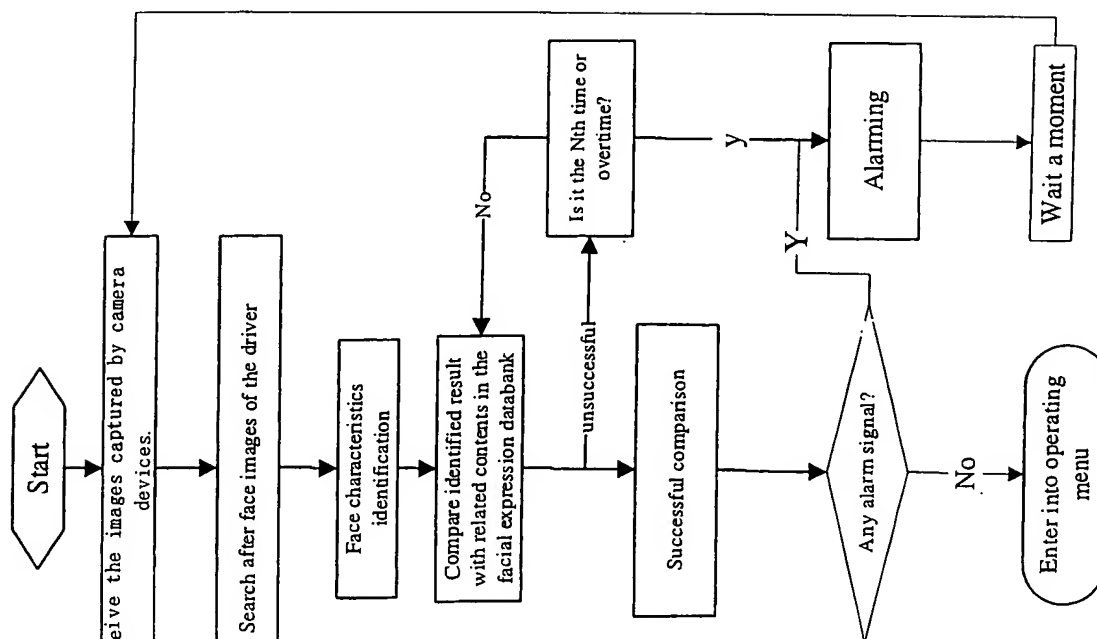 Start
the images captured by camera
devices.
Search after face images of the driver
Face characteristics
identification
Compare identified result
with related contents in the
facial expression databank
No
unsuccessful
Is it the Nth time or
overtime?
y
Successful comparison
Any alarm signal?
Y
Alarming
Wait a moment
No
Enter into operating
menu